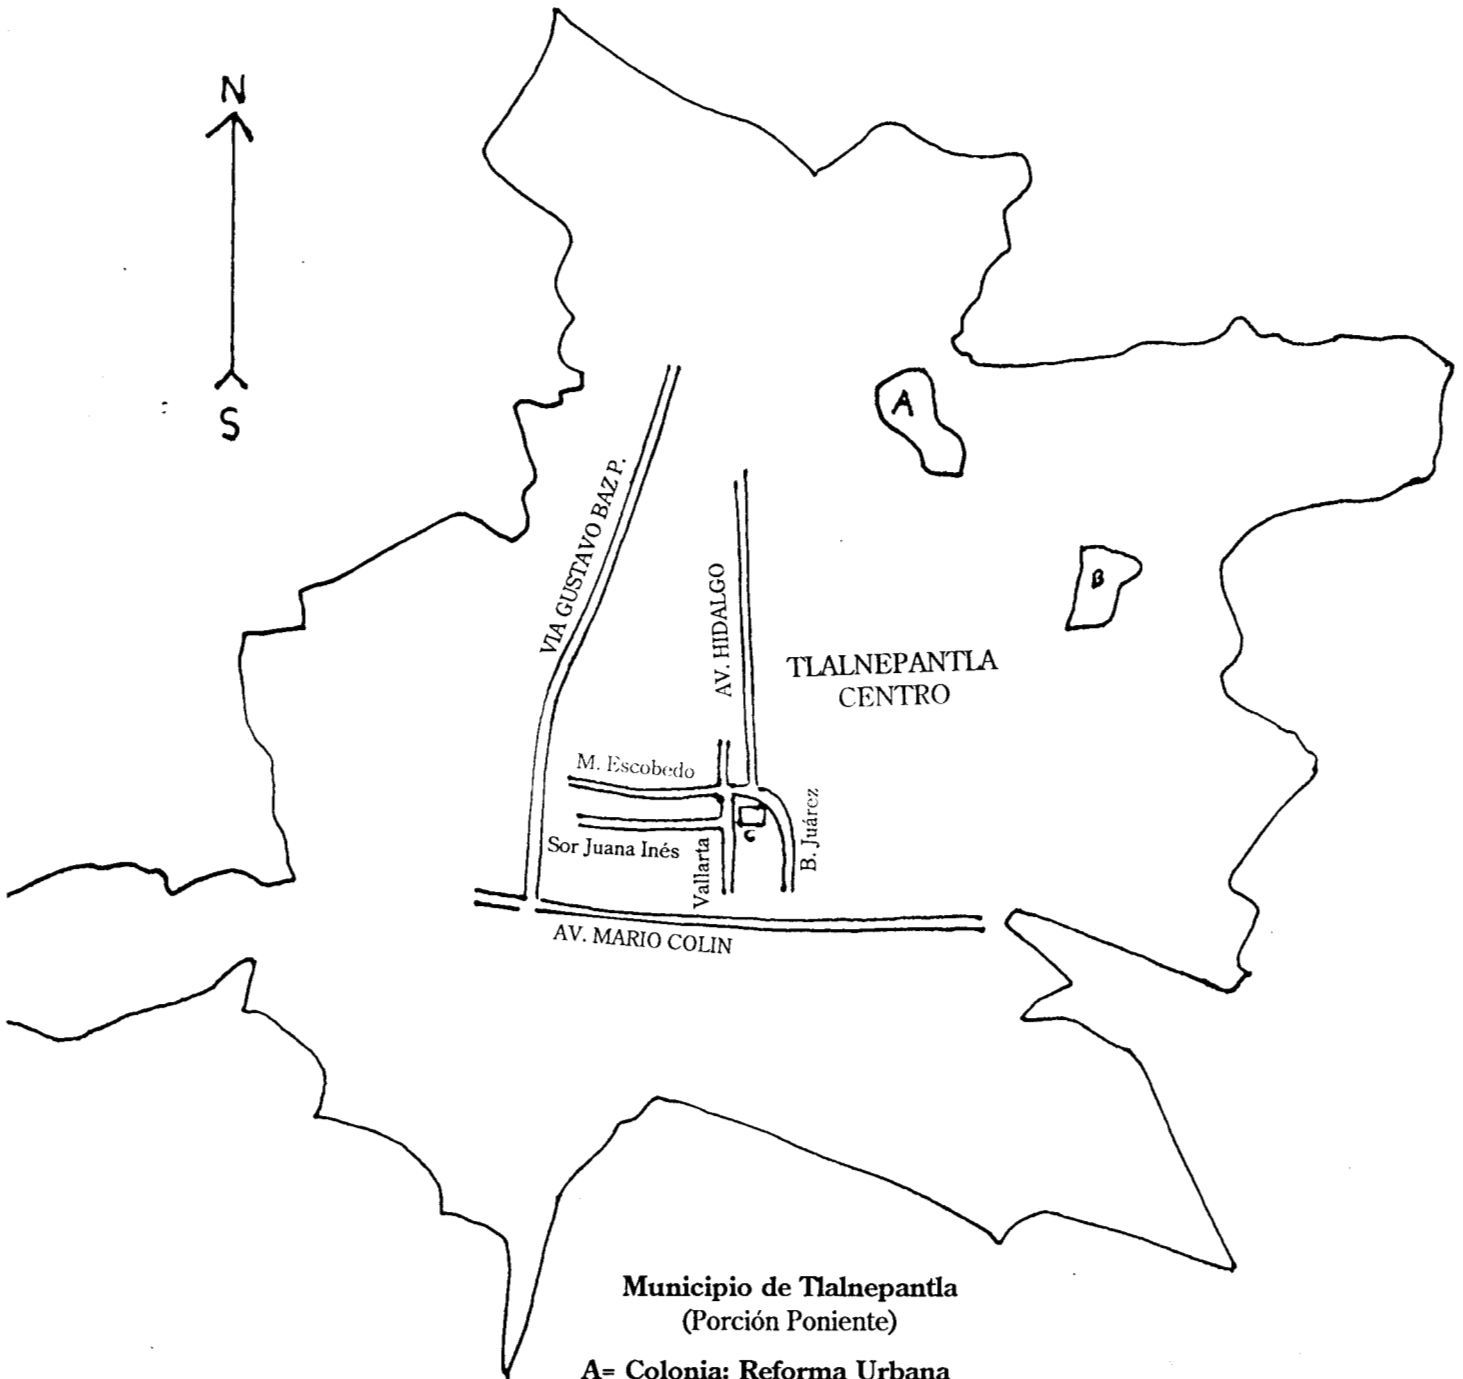 N
S
A
B
VIA GUSTAVO BAZ P.
AV. HIDALGO
TLALNEPANTLA
CENTRO
M. Escobedo
Sor Juana Inés
Vallarta
C
B. Juárez
AV. MARIO COLIN
Municipio de Tlalnepantla
(Porción Poniente)
A= Colonia: Reforma Urbana